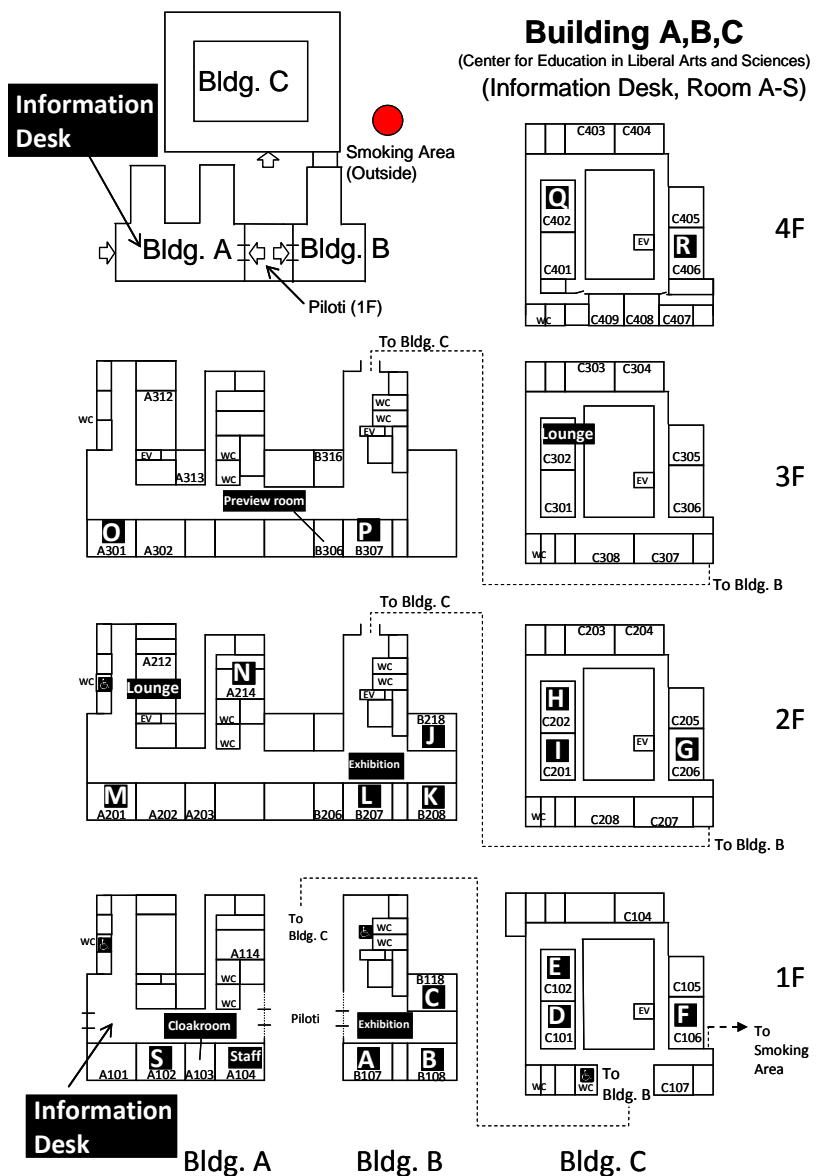 Building A,B,C
(Center for Education in Liberal Arts and Sciences)
(Information Desk, Room A-S)
Bldg. C
Information
Desk
Smoking Area
(Outside)
Bldg. A
Bldg. B
Piloti (1F)
C403 C404
Q
C402
C405
EV
R
C401
C406
WC
C409 C408 C407
4F
To Bldg. C
A312
WC
EV
A313
WC
WC
B316
WC
WC
EV
Preview room
O
A301
A302
B306
P
B307
C303 C304
Lounge
C302
C305
EV
C301
C306
WC
C308 C307
3F
To Bldg. B
To Bldg. C
A212
WC
Lounge
N
A214
EV
WC
WC
WC
WC
EV
B218
J
Exhibition
M
A201
A202 A203
B206
L
B207
K
B208
C203 C204
H
C202
C205
I
C201
EV
G
C206
WC
C208 C207
2F
To Bldg. B
To
Bldg. C
WC
A114
WC
WC
WC
WC
B118
C
Piloti
Cloakroom
Exhibition
A101
S
A102
A103
Staff
A104
A
B107
B
B108
C104
E
C102
C105
D
C101
EV
F
C106
WC
WC
To
Bldg. B
C107
1F
To
Smoking
Area
Information
Desk
Bldg. A
Bldg. B
Bldg. C